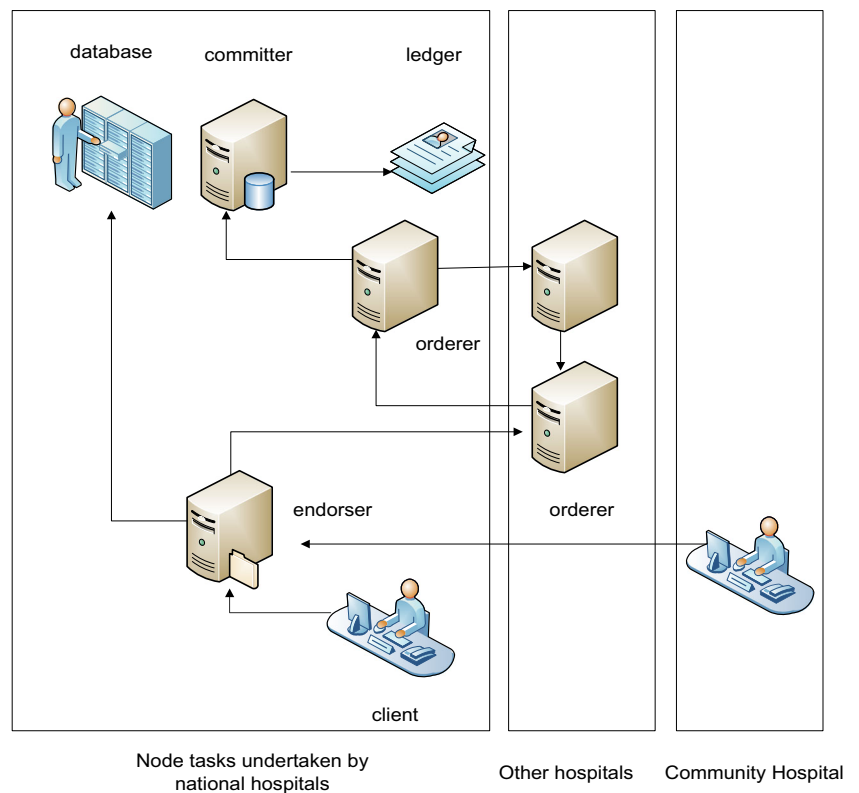 database
committer
ledger
orderer
endorser
orderer
client
Node tasks undertaken by
national hospitals
Other hospitals
Community Hospital